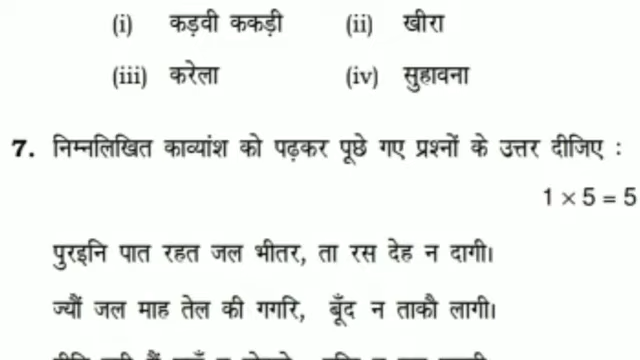 (i) कड़वी ककड़ी (ii) खीरा
(iii) करेला (iv) सुहावना
7. निम्नलिखित काव्यांश को पढ़कर पूछे गए प्रश्नों के उत्तर दीजिए :
1 × 5 = 5
पुरइनि पात रहत जल भीतर, ता रस देह न दागी।
ज्यौं जल माह तेल की गगरि, बूँद न ताकौ लागी।